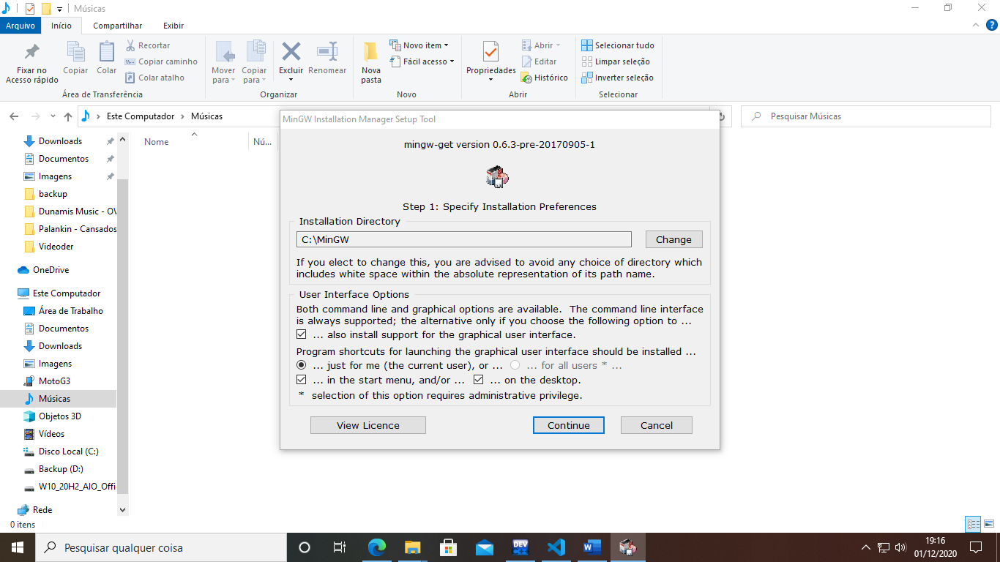 Músicas
Arquivo
Início
Compartilhar
Exibir
Fixar no
Acesso rápido
Copiar
Colar
Recortar
Copiar caminho
Colar atalho
Área de Transferência
Mover
para
Copiar
para
Excluir
Renomear
Organizar
Nova
pasta
Novo item
Fácil acesso
Novo
Propriedades
Abrir
Editar
Histórico
Abrir
Selecionar tudo
Limpar seleção
Inverter seleção
Selecionar
Este Computador
Músicas
Pesquisar Músicas
Nome
Nú...
Downloads
Documentos
Imagens
backup
Dunamis Music - OV
Palankin - Cansados
Videoder
OneDrive
Este Computador
Área de Trabalho
Documentos
Downloads
Imagens
MotoG3
Músicas
Objetos 3D
Vídeos
Disco Local (C:)
Backup (D:)
W10_20H2_AIO_Offi
Rede
0 itens
MinGW Installation Manager Setup Tool
mingw-get version 0.6.3-pre-20170905-1
Step 1: Specify Installation Preferences
Installation Directory
C:\MinGW
Change
If you elect to change this, you are advised to avoid any choice of directory which
includes white space within the absolute representation of its path name.
User Interface Options
Both command line and graphical options are available. The command line interface
is always supported; the alternative only if you choose the following option to ...
... also install support for the graphical user interface.
Program shortcuts for launching the graphical user interface should be installed ...
... just for me (the current user), or ... ... for all users * ...
... in the start menu, and/or ... ... on the desktop.
* selection of this option requires administrative privilege.
View Licence
Continue
Cancel
Pesquisar qualquer coisa
DEV
C++
W
19:16
01/12/2020